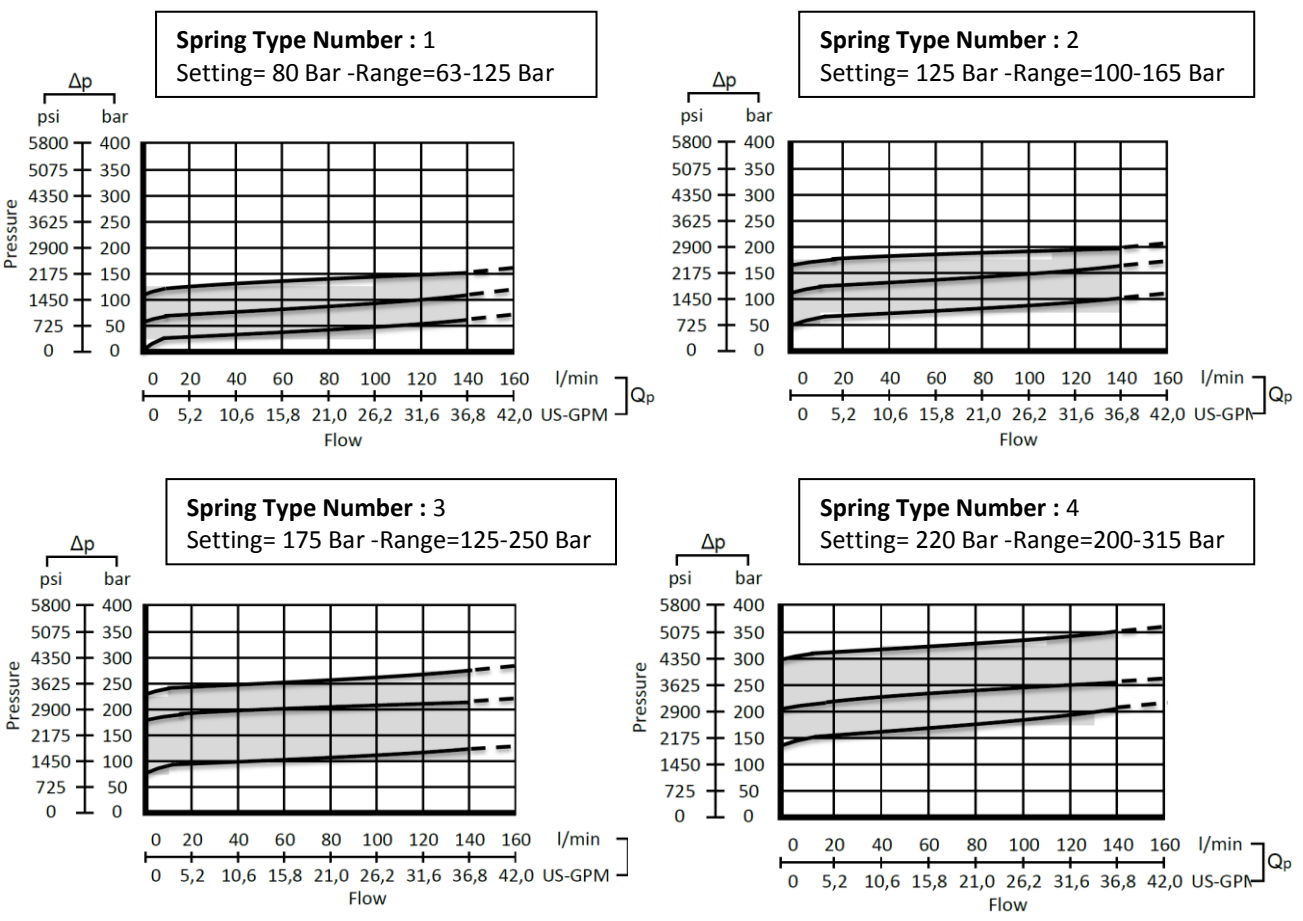 Spring Type Number : 1
Setting= 80 Bar -Range=63-125 Bar
Δp
psi bar
5800 400
5075 350
4350 300
3625 250
2900 200
2175 150
1450 100
725 50
0 0
Pressure
0 20 40 60 80 100 120 140 160 l/min
Qp
0 5,2 10,6 15,8 21,0 26,2 31,6 36,8 42,0 US-GPM
Flow
Spring Type Number : 2
Setting= 125 Bar -Range=100-165 Bar
Δp
psi bar
5800 400
5075 350
4350 300
3625 250
2900 200
2175 150
1450 100
725 50
0 0
0 20 40 60 80 100 120 140 160 l/min
Qp
0 5,2 10,6 15,8 21,0 26,2 31,6 36,8 42,0 US-GPM
Flow
Spring Type Number : 3
Setting= 175 Bar -Range=125-250 Bar
Δp
psi bar
5800 400
5075 350
4350 300
3625 250
2900 200
2175 150
1450 100
725 50
0 0
Pressure
0 20 40 60 80 100 120 140 160 l/min
0 5,2 10,6 15,8 21,0 26,2 31,6 36,8 42,0 US-GPM
Flow
Spring Type Number : 4
Setting= 220 Bar -Range=200-315 Bar
Δp
psi bar
5800 400
5075 350
4350 300
3625 250
2900 200
2175 150
1450 100
725 50
0 0
Pressure
0 20 40 60 80 100 120 140 160 l/min
Qp
0 5,2 10,6 15,8 21,0 26,2 31,6 36,8 42,0 US-GPM
Flow